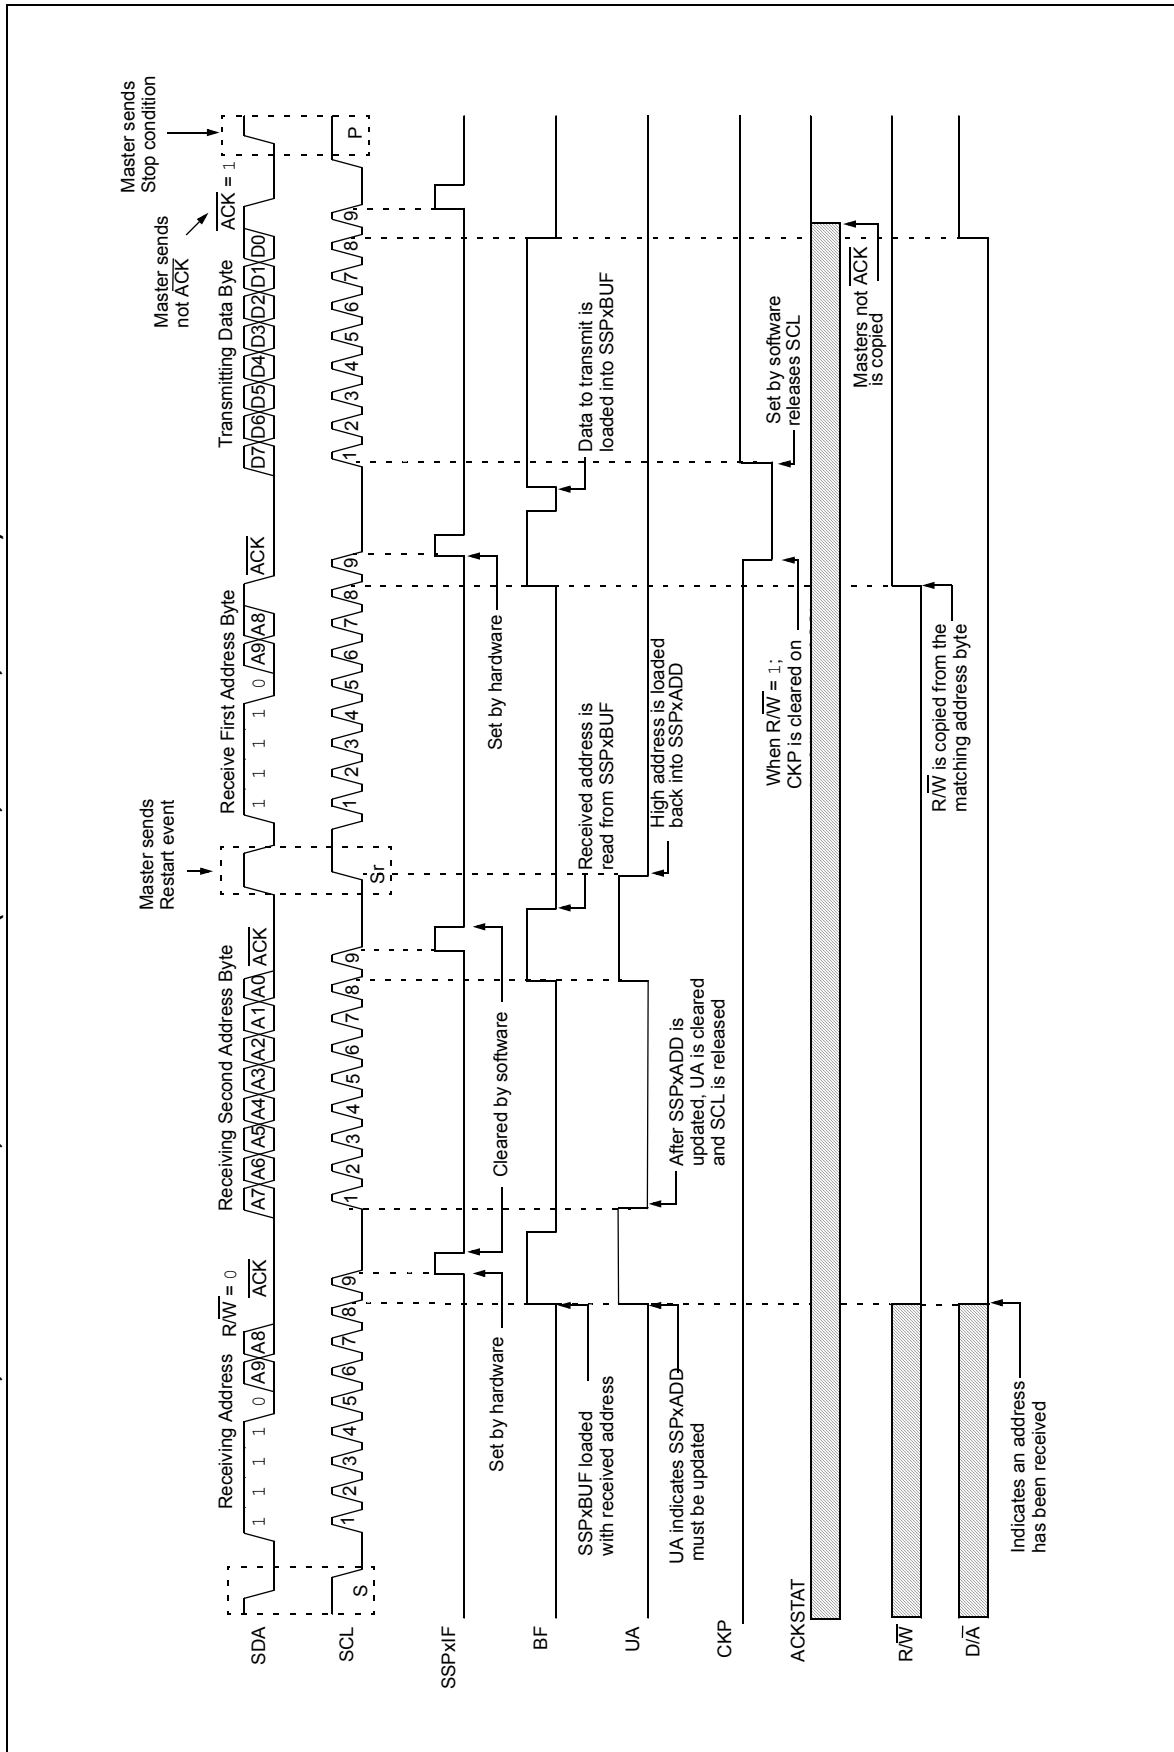 Master sends
Stop condition
Master sends
not A̅C̅K̅
Master sends
Restart event
Receiving Address R/W̅ = 0
Receiving Second Address Byte
Receive First Address Byte
Transmitting Data Byte
A̅C̅K̅ = 1
SDA
1 1 1 1 0 A9 A8 A̅C̅K̅
A7 A6 A5 A4 A3 A2 A1 A0 A̅C̅K̅
1 1 1 1 0 A9 A8 A̅C̅K̅
D7 D6 D5 D4 D3 D2 D1 D0
SCL
S 1 2 3 4 5 6 7 8 9
1 2 3 4 5 6 7 8 9
Sr 1 2 3 4 5 6 7 8 9
1 2 3 4 5 6 7 8 9 P
SSPxIF
Set by hardware
Cleared by software
Set by hardware
BF
SSPxBUF loaded
with received address
Received address is
read from SSPxBUF
Data to transmit is
loaded into SSPxBUF
UA
UA indicates SSPxADD
must be updated
After SSPxADD is
updated, UA is cleared
and SCL is released
High address is loaded
back into SSPxADD
CKP
When R/W̅ = 1;
CKP is cleared on
Set by software
releases SCL
ACKSTAT
Masters not A̅C̅K̅
is copied
R/W̅
R/W̅ is copied from the
matching address byte
D/A̅
Indicates an address
has been received